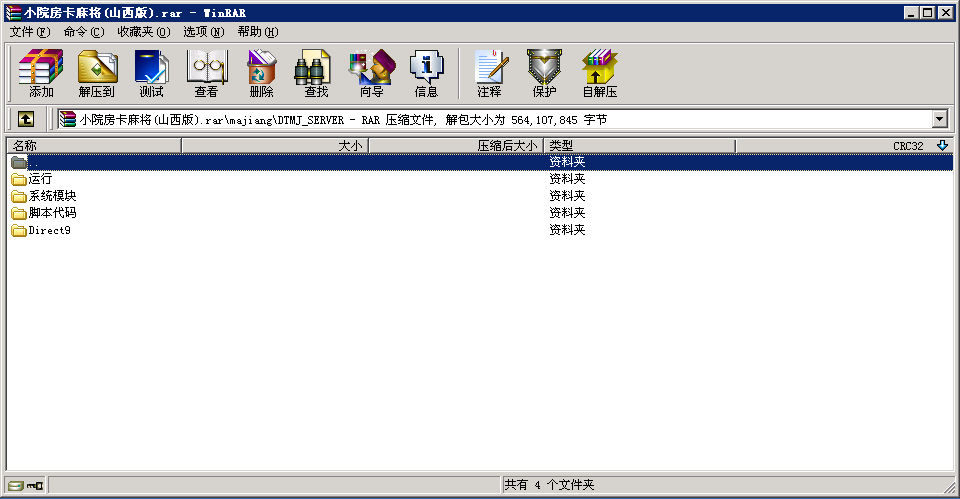 小院房卡麻将(山西版).rar - WinRAR
文件(F) 命令(C) 收藏夹(O) 选项(N) 帮助(H)
添加 解压到 测试 查看 删除 查找 向导 信息 注释 保护 自解压
小院房卡麻将(山西版).rar\majiang\DTMJ_SERVER - RAR 压缩文件, 解包大小为 564,107,845 字节
名称 大小 压缩后大小 类型 CRC32
.. 资料夹
运行 资料夹
系统模块 资料夹
脚本代码 资料夹
Direct9 资料夹
共有 4 个文件夹